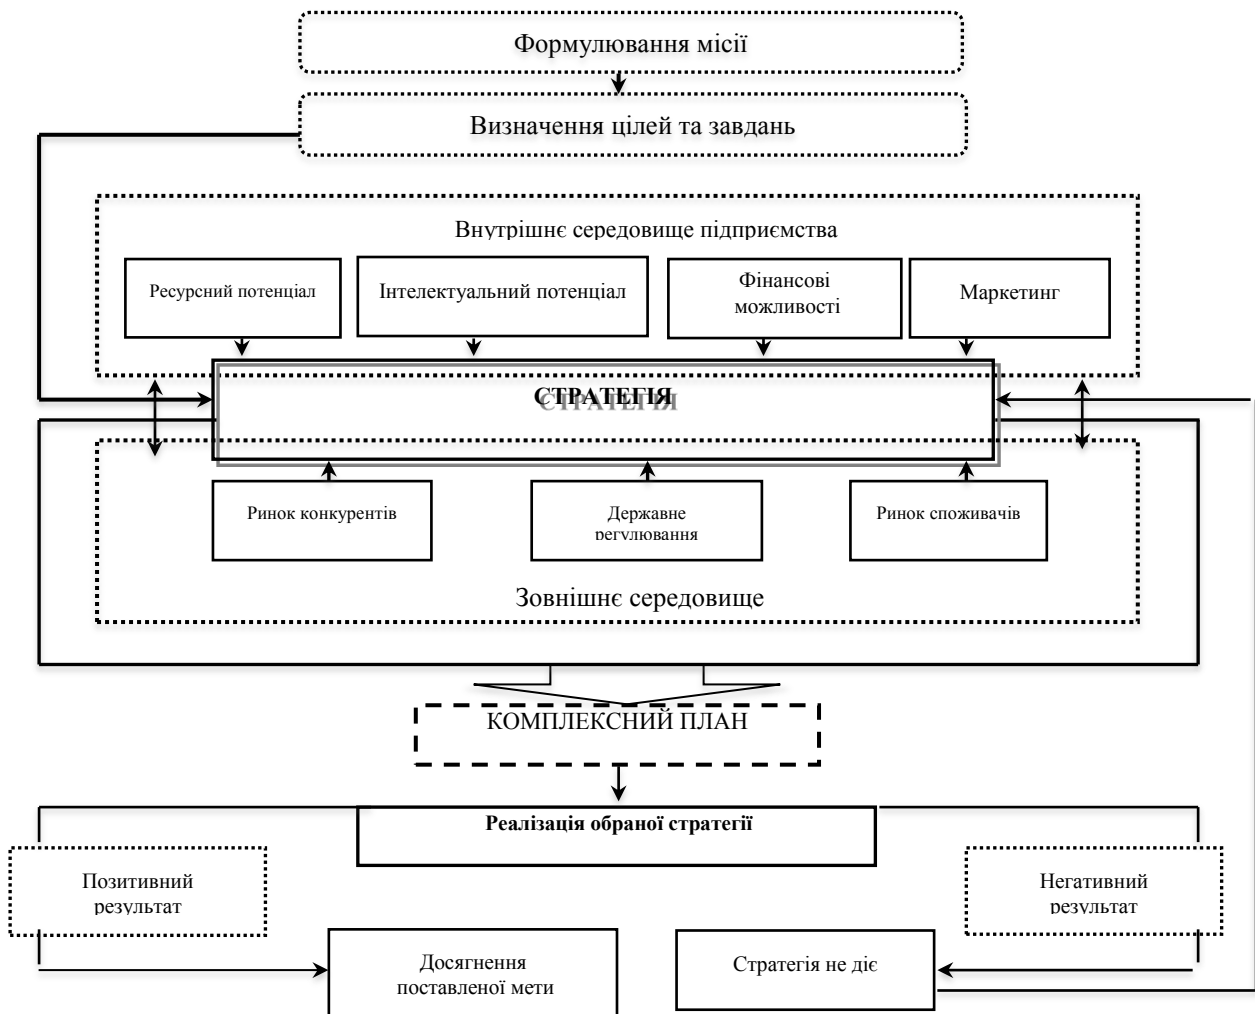 Формулювання місії
Визначення цілей та завдань
Внутрішнє середовище підприємства
Ресурсний потенціал
Інтелектуальний потенціал
Фінансові
можливості
Маркетинг
СТРАТЕГІЯ
Ринок конкурентів
Державне
регулювання
Ринок споживачів
Зовнішнє середовище
КОМПЛЕКСНИЙ ПЛАН
Реалізація обраної стратегії
Позитивний
результат
Негативний
результат
Досягнення
поставленої мети
Стратегія не діє